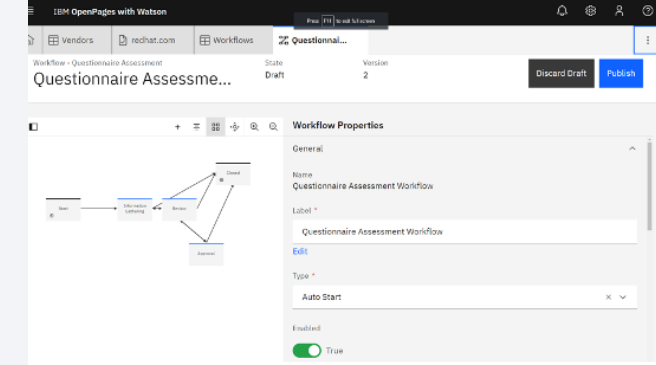 IBM OpenPages with Watson
Press F11 to exit full screen
Vendors
redhat.com
Workflows
Questionnai...
Workflow - Questionnaire Assessment
Questionnaire Assessme...
State
Draft
Version
2
Discard Draft
Publish
Workflow Properties
General
Name
Questionnaire Assessment Workflow
Label *
Questionnaire Assessment Workflow
Edit
Type *
Auto Start
Enabled
True
Start
Information
Gathering
Review
Closed
Approval